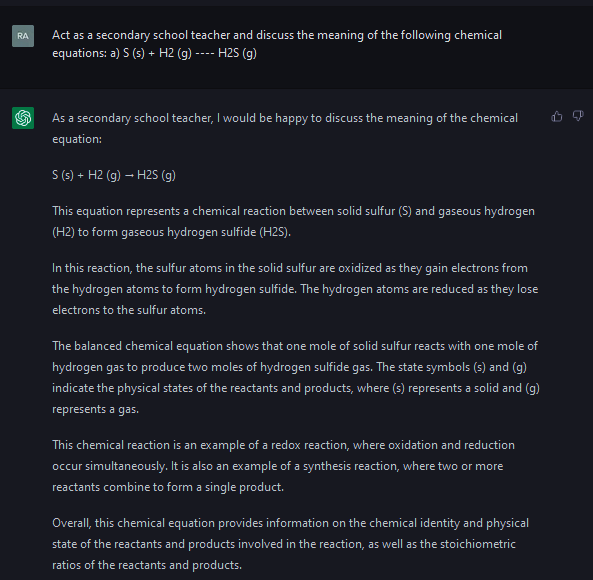 RA
Act as a secondary school teacher and discuss the meaning of the following chemical
equations: a) S (s) + H2 (g) ---- H2S (g)
As a secondary school teacher, I would be happy to discuss the meaning of the chemical
equation:
S (s) + H2 (g) → H2S (g)
This equation represents a chemical reaction between solid sulfur (S) and gaseous hydrogen
(H2) to form gaseous hydrogen sulfide (H2S).
In this reaction, the sulfur atoms in the solid sulfur are oxidized as they gain electrons from
the hydrogen atoms to form hydrogen sulfide. The hydrogen atoms are reduced as they lose
electrons to the sulfur atoms.
The balanced chemical equation shows that one mole of solid sulfur reacts with one mole of
hydrogen gas to produce two moles of hydrogen sulfide gas. The state symbols (s) and (g)
indicate the physical states of the reactants and products, where (s) represents a solid and (g)
represents a gas.
This chemical reaction is an example of a redox reaction, where oxidation and reduction
occur simultaneously. It is also an example of a synthesis reaction, where two or more
reactants combine to form a single product.
Overall, this chemical equation provides information on the chemical identity and physical
state of the reactants and products involved in the reaction, as well as the stoichiometric
ratios of the reactants and products.